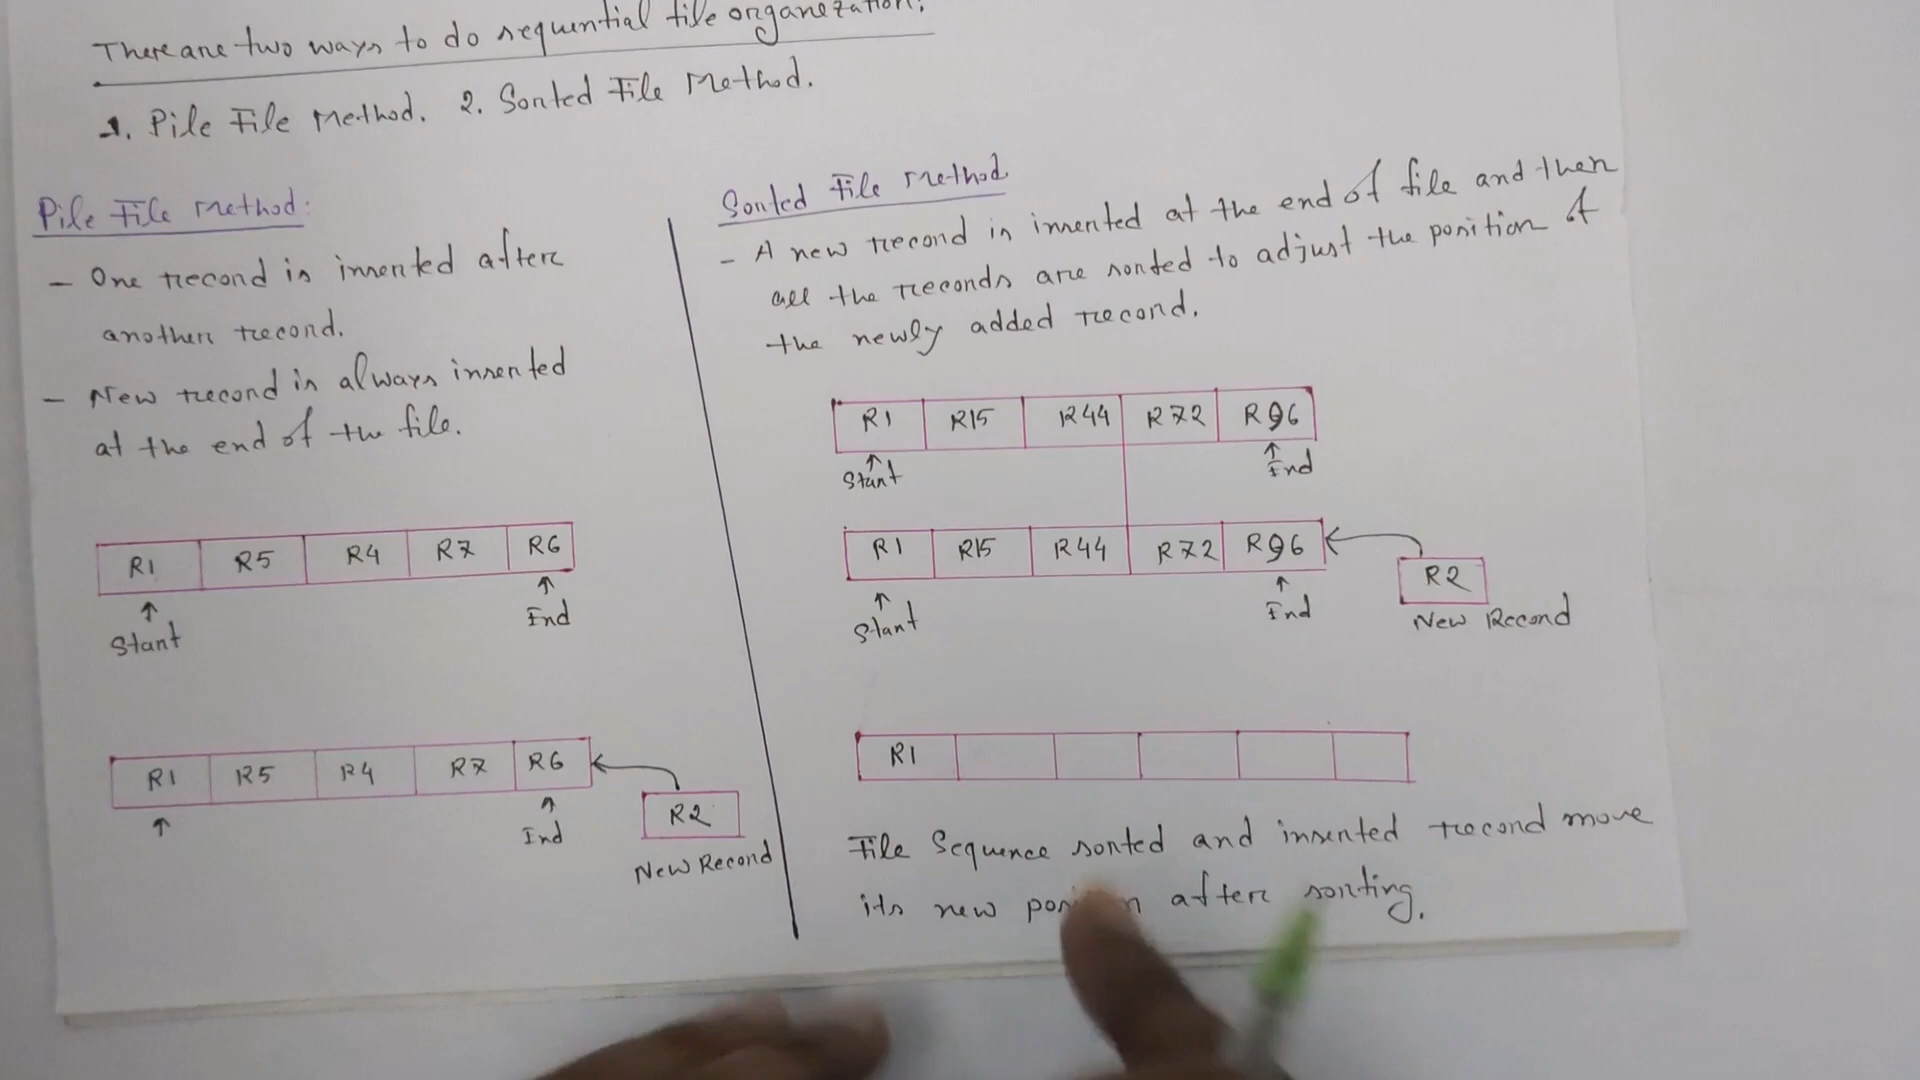 There are two ways to do sequential file organezation:
1. Pile File Method. 2. Sorted File Method.
Pile File Method:
- One record is inserted after
another record.
- New record is always inserted
at the end of the file.
R1 R5 R4 R7 R6
Start End
R1 R5 R4 R7 R6
End
R2
New Record
Sorted File Method
- A new record is inserted at the end of file and then
all the records are sorted to adjust the position of
the newly added record.
R1 R15 R44 R72 R96
Start End
R1 R15 R44 R72 R96
R2
Start End
New Record
R1
File Sequence sorted and inserted record move
its new after sorting.